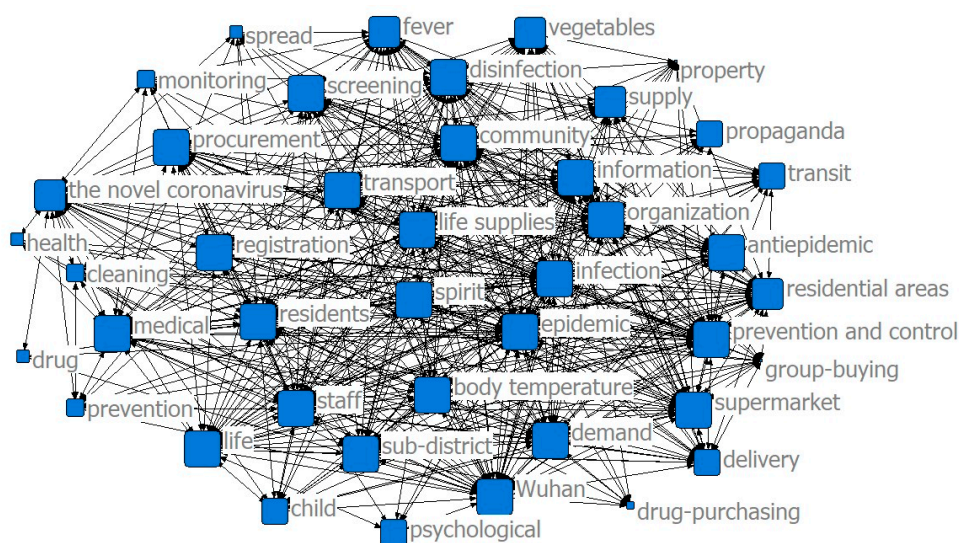 spread
fever
vegetables
monitoring
screening
disinfection
property
supply
procurement
community
propaganda
the novel coronavirus
transport
information
transit
life supplies
organization
health
registration
antiepidemic
cleaning
infection
residential areas
spirit
medical
residents
epidemic
prevention and control
drug
group-buying
prevention
staff
body temperature
supermarket
life
sub-district
demand
delivery
child
Wuhan
drug-purchasing
psychological